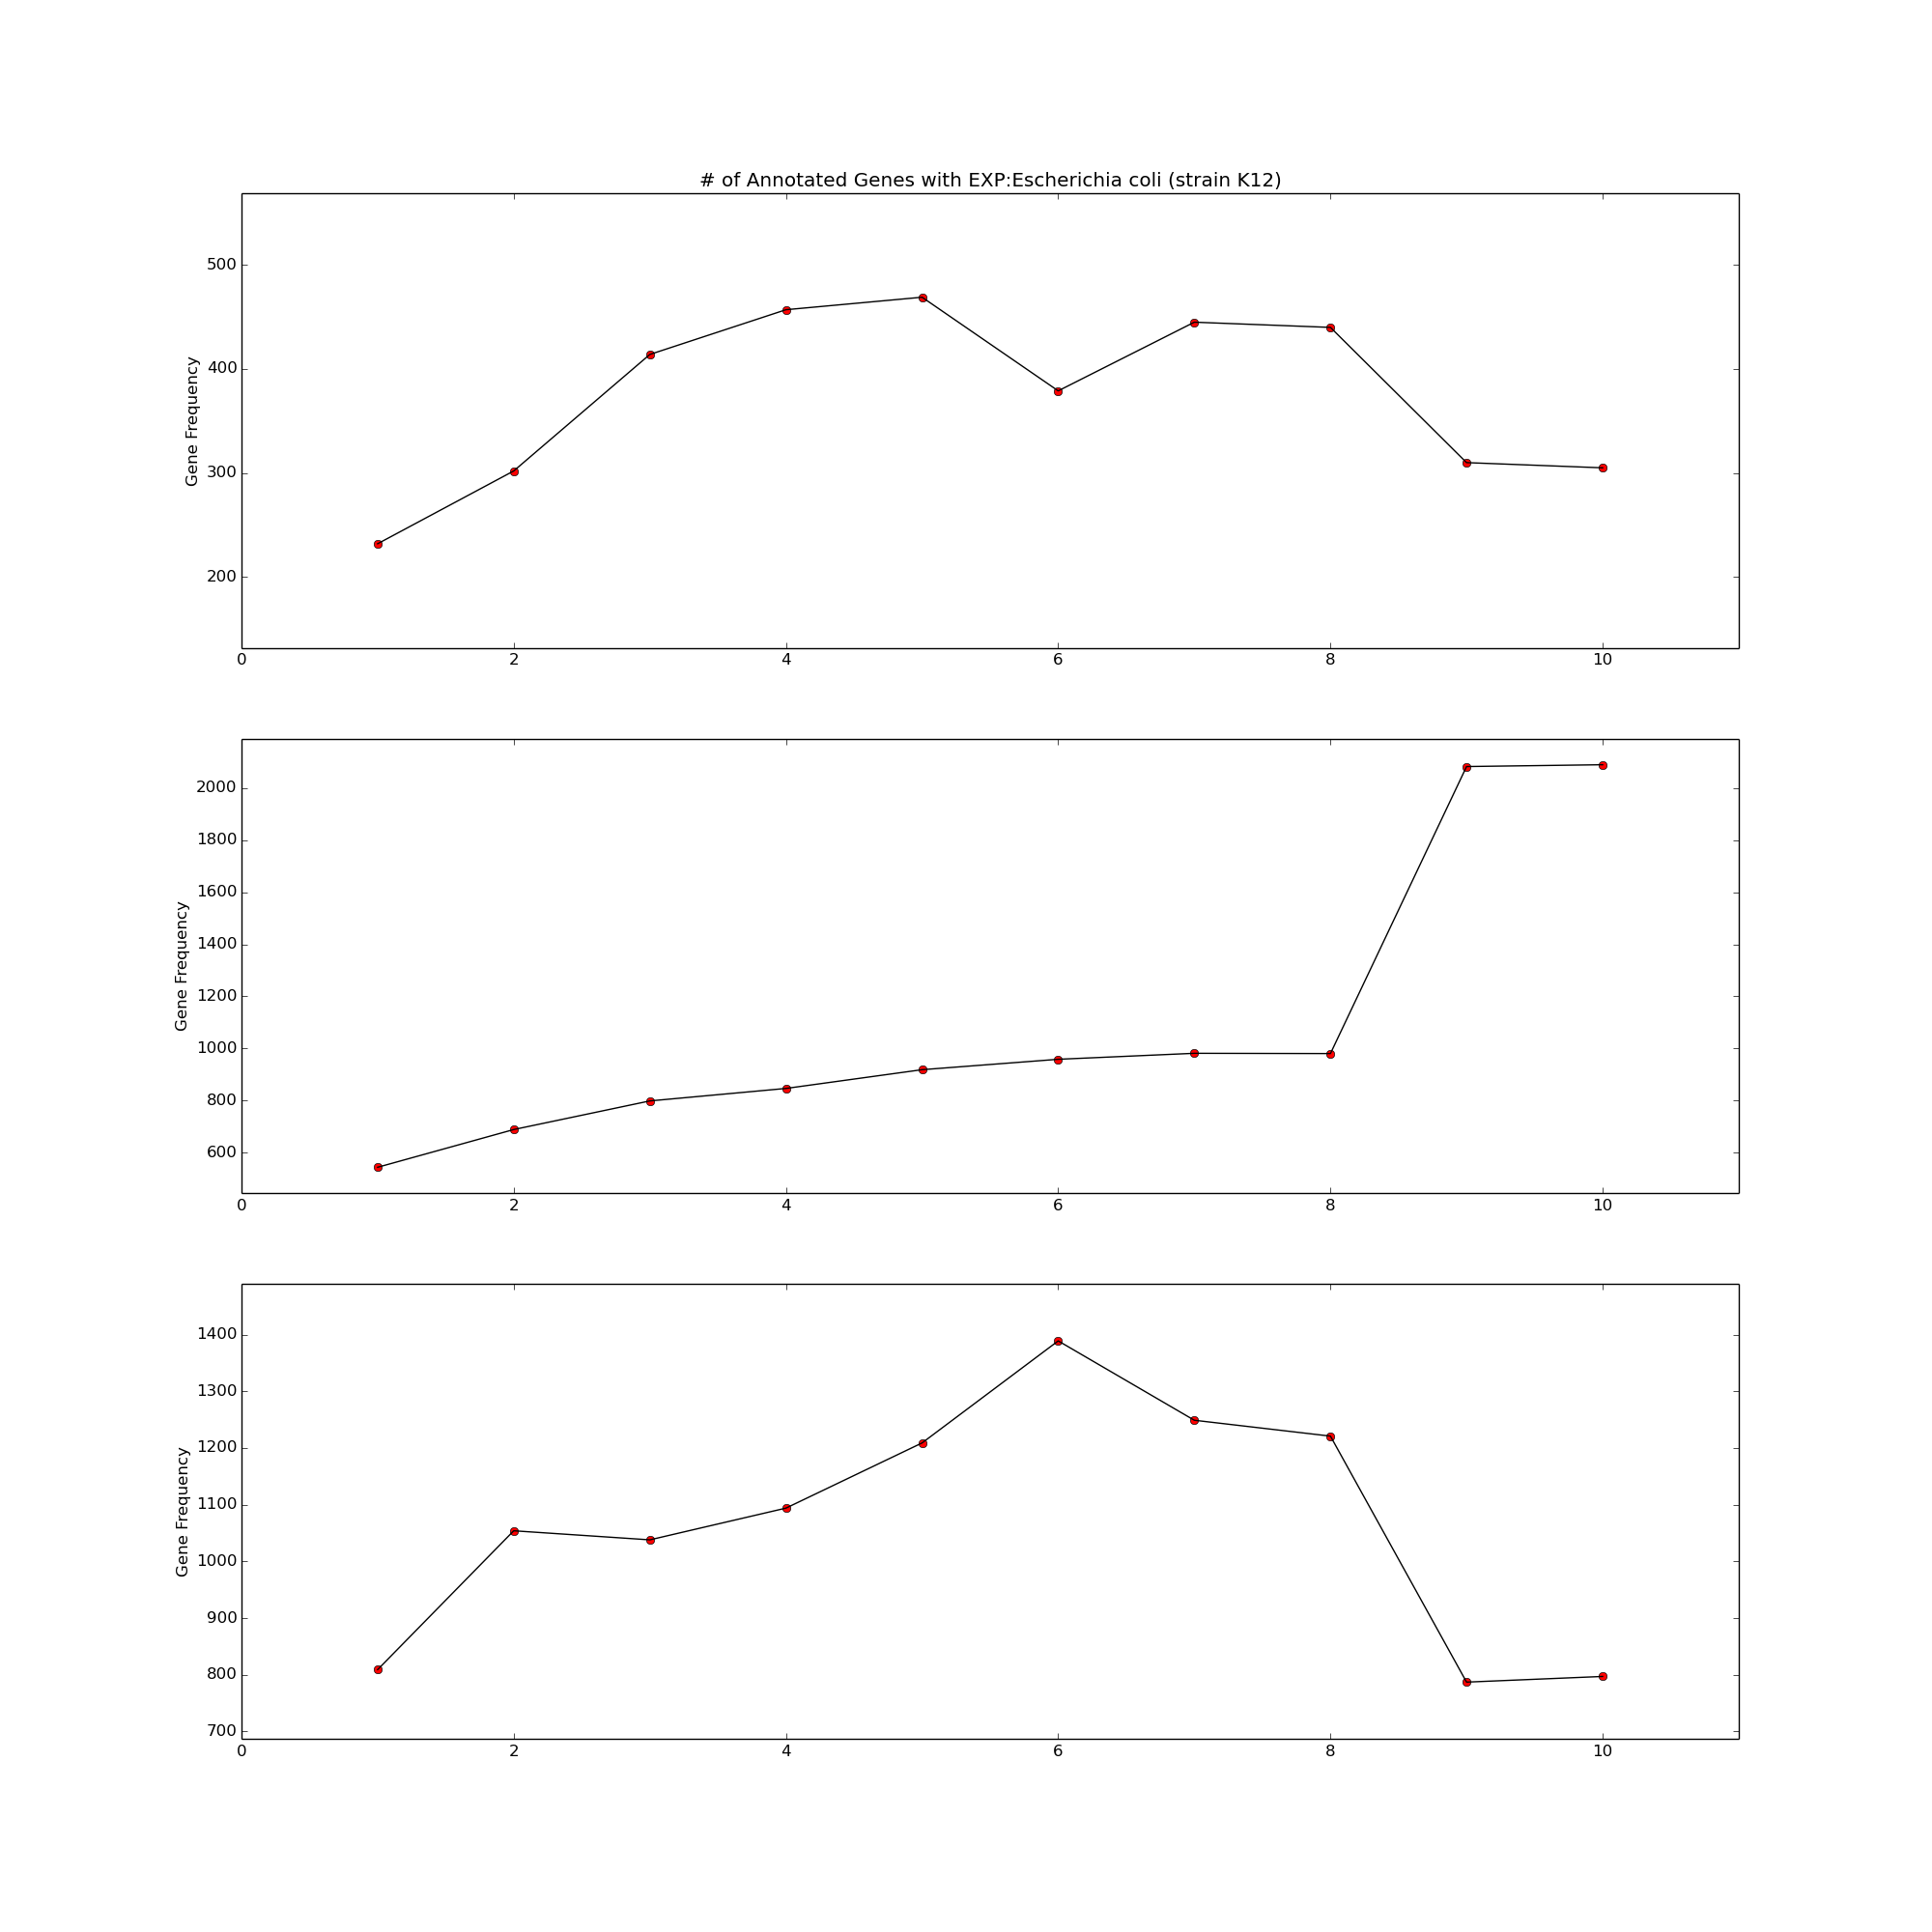 # of Annotated Genes with EXP:Escherichia coli (strain K12)
500
400
300
200
Gene Frequency
0 2 4 6 8 10
2000
1800
1600
1400
1200
1000
800
600
Gene Frequency
0 2 4 6 8 10
1400
1300
1200
1100
1000
900
800
700
Gene Frequency
0 2 4 6 8 10